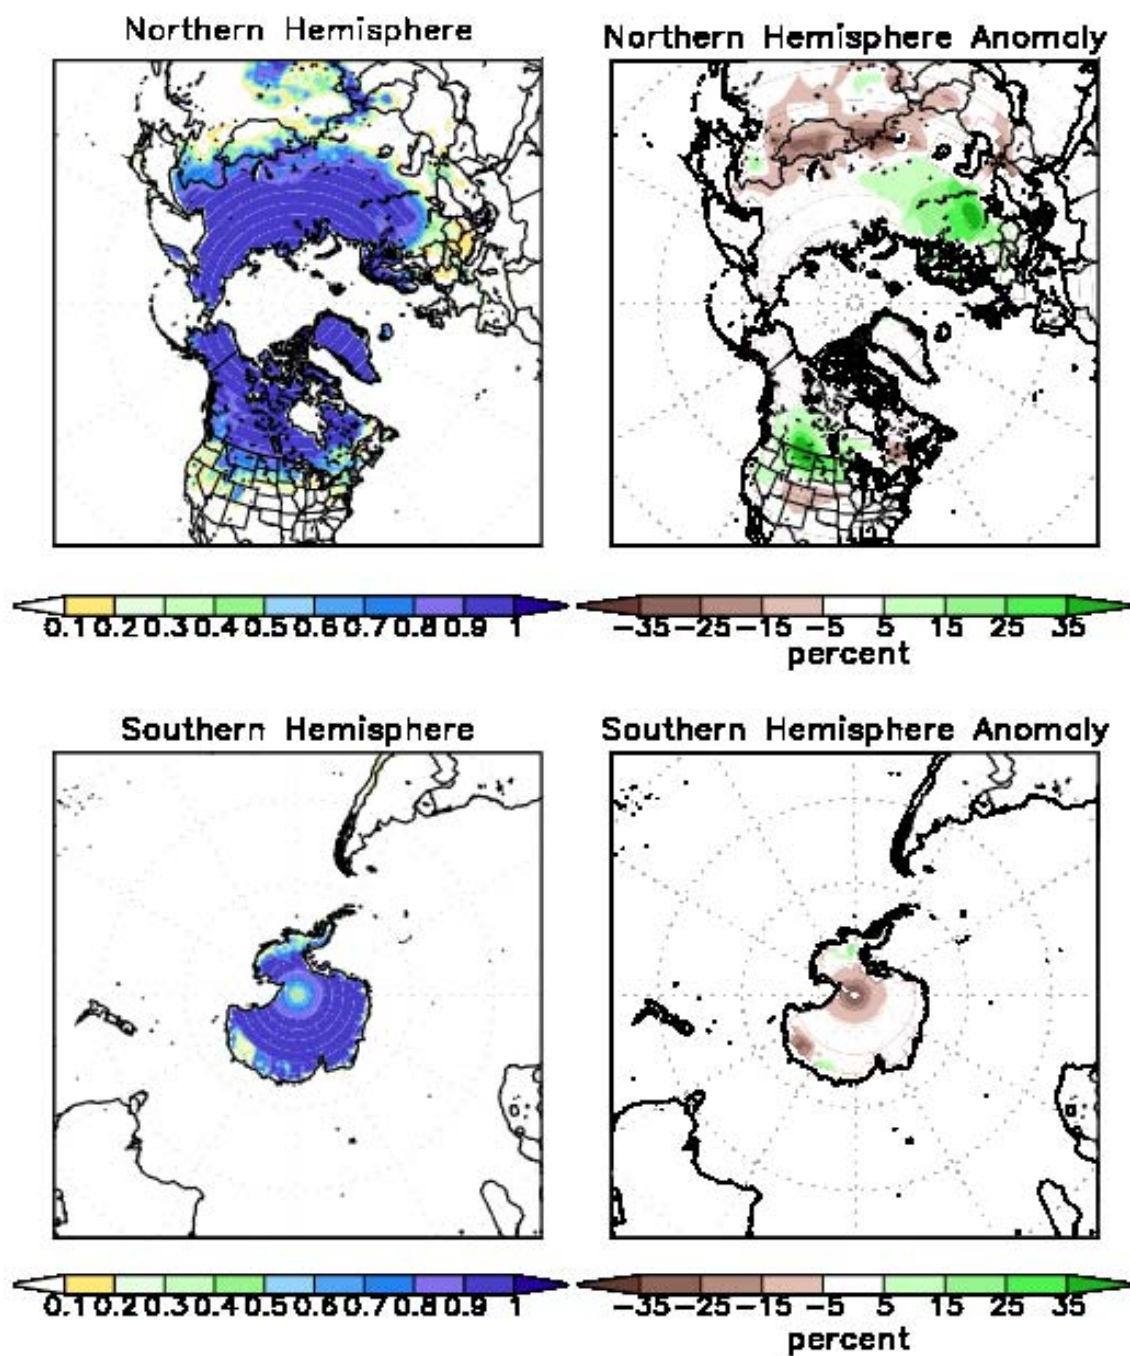 Northern Hemisphere
Northern Hemisphere Anomaly
0.1 0.2 0.3 0.4 0.5 0.6 0.7 0.8 0.9 1
-35 -25 -15 -5 5 15 25 35
percent
Southern Hemisphere
Southern Hemisphere Anomaly
0.1 0.2 0.3 0.4 0.5 0.6 0.7 0.8 0.9 1
-35 -25 -15 -5 5 15 25 35
percent